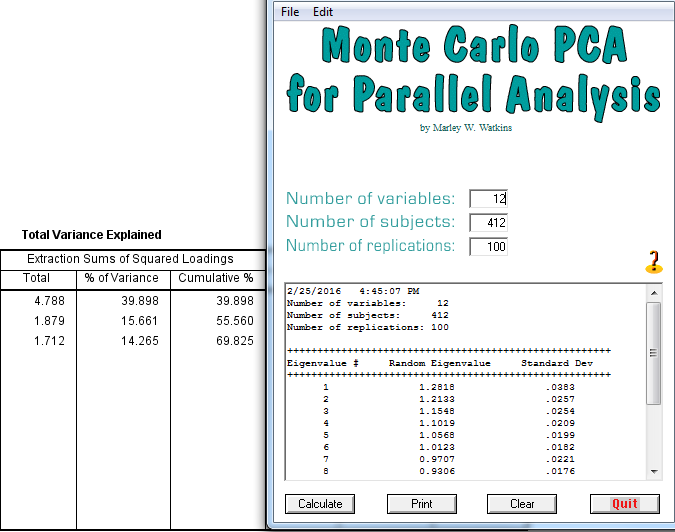 File Edit
Monte Carlo PCA
for Parallel Analysis
by Marley W. Watkins
Number of variables: 12
Number of subjects: 412
Number of replications: 100
?
Total Variance Explained
Extraction Sums of Squared Loadings
Total % of Variance Cumulative %
4.788 39.898 39.898
1.879 15.661 55.560
1.712 14.265 69.825
2/25/2016 4:45:07 PM
Number of variables: 12
Number of subjects: 412
Number of replications: 100
++++++++++++++++++++++++++++++++++++++++++++++++++++++
Eigenvalue # Random Eigenvalue Standard Dev
++++++++++++++++++++++++++++++++++++++++++++++++++++++
1 1.2818 .0383
2 1.2133 .0257
3 1.1548 .0254
4 1.1019 .0209
5 1.0568 .0199
6 1.0123 .0182
7 0.9707 .0221
8 0.9306 .0176
Calculate Print Clear Quit